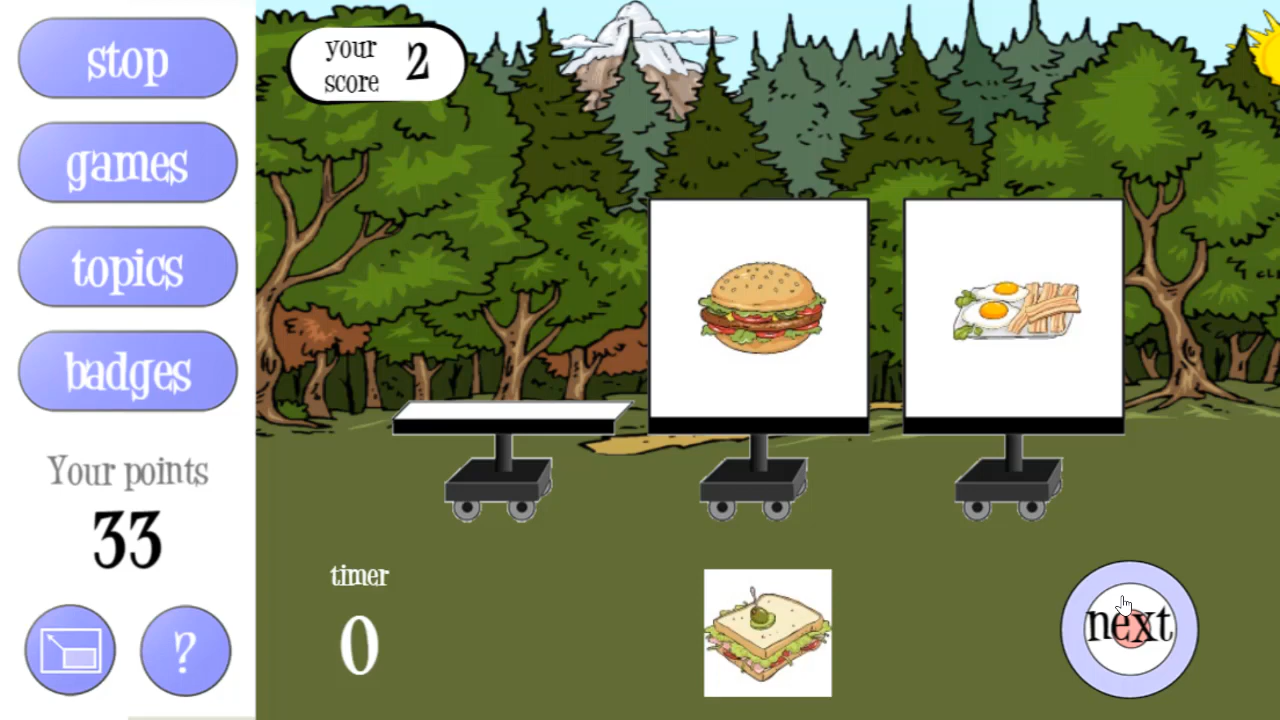 stop
games
topics
badges
Your points
33
?
your
score
2
timer
0
next